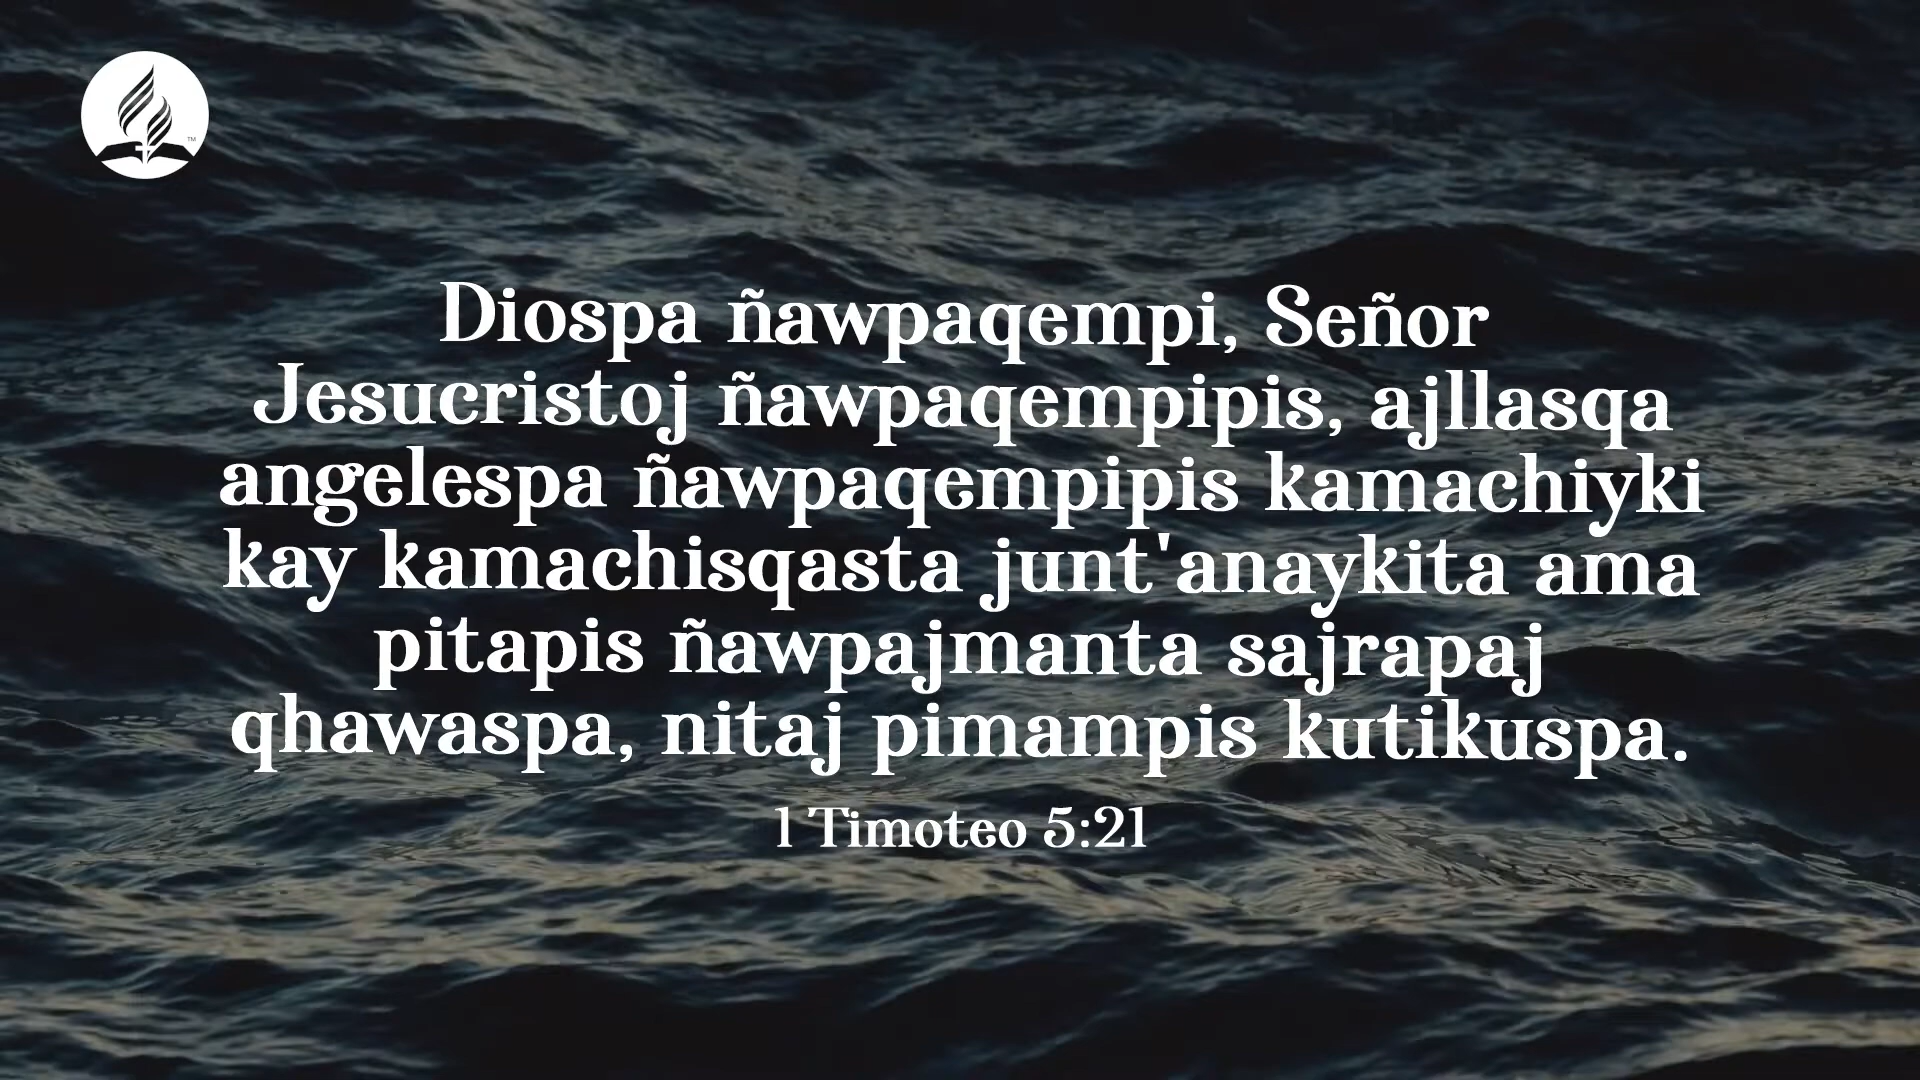 Diospa ñawpaqempi, Señor
Jesucristoj ñawpaqempipis, ajllasqa
angelespa ñawpaqempipis kamachiyki
kay kamachisqasta junt'anaykita ama
pitapis ñawpajmanta sajrapaj
qhawaspa, nitaj pimampis kutikuspa.
1 Timoteo 5:21
TM